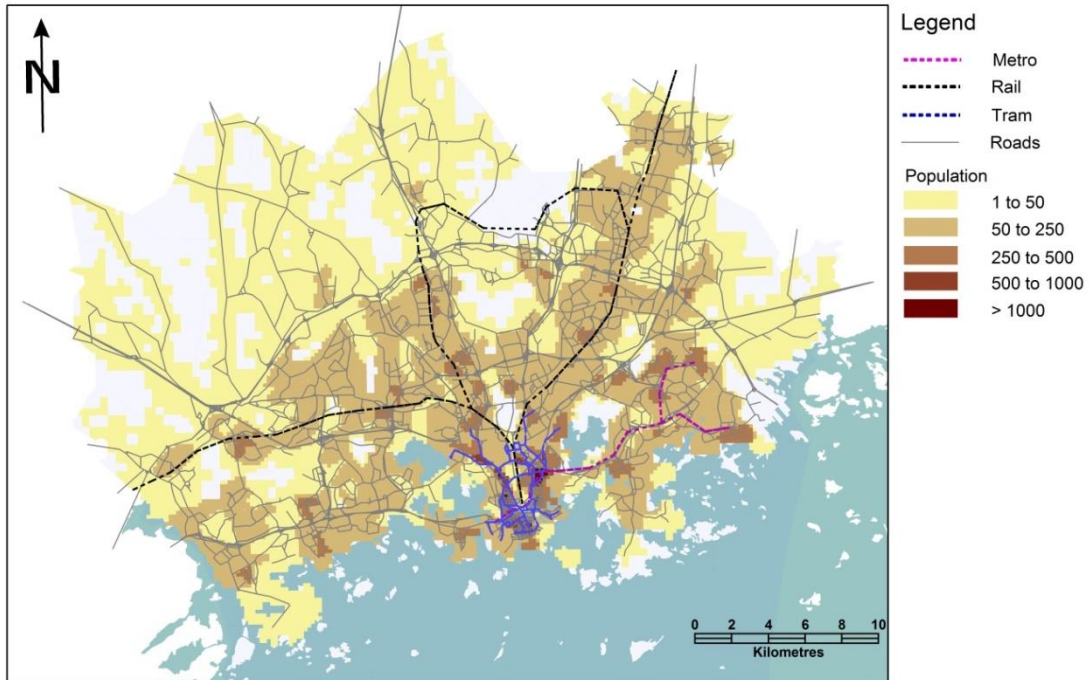 N
Legend
Metro
Rail
Tram
Roads
Population
1 to 50
50 to 250
250 to 500
500 to 1000
> 1000
0 2 4 6 8 10
Kilometres